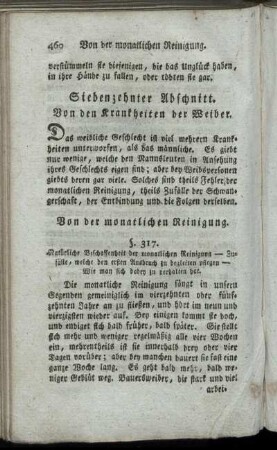 460 Von der monatlichen Reinigung.
verstümmeln sie diejenigen, die das Unglück haben,
in ihre Hände zu fallen, oder tödten sie gar.
Siebenzehnter Abschnitt.
Von den Krankheiten der Weiber.
Das weibliche Geschlecht ist viel mehrern Krank-
heiten unterworfen, als das männliche. Es giebt
nur wenige, welche den Mannsleuten in Ansehung
ihres Geschlechts eigen sind; aber bey Weibspersonen
giebts deren gar viele. Solches sind theils Fehler der
monatlichen Reinigung, theils Zufälle der Schwan-
gerschaft, der Entbindung und die Folgen derselben.
Von der monatlichen Reinigung.
§. 317.
Natürliche Beschaffenheit der monatlichen Reinigung — Zu-
fälle, welche den ersten Ausbruch zu begleiten pflegen —
Wie man sich dabey zu verhalten hat.
Die monatliche Reinigung fängt in unsern
Gegenden gemeiniglich im vierzehnten oder funf-
zehnten Jahre an zu fließen, und hört im neun und
vierzigsten wieder auf. Bey einigen kommt sie doch,
und endiget sich bald früher, bald später. Sie stellt
sich mehr und weniger regelmäßig alle vier Wochen
ein, mehrentheils ist sie innerhalb drey oder vier
Tagen vorüber; aber bey manchen dauert sie fast eine
ganze Woche lang. Es geht bald mehr, bald we-
niger Geblüt weg. Bauersweiber, die stark und viel
arbei-